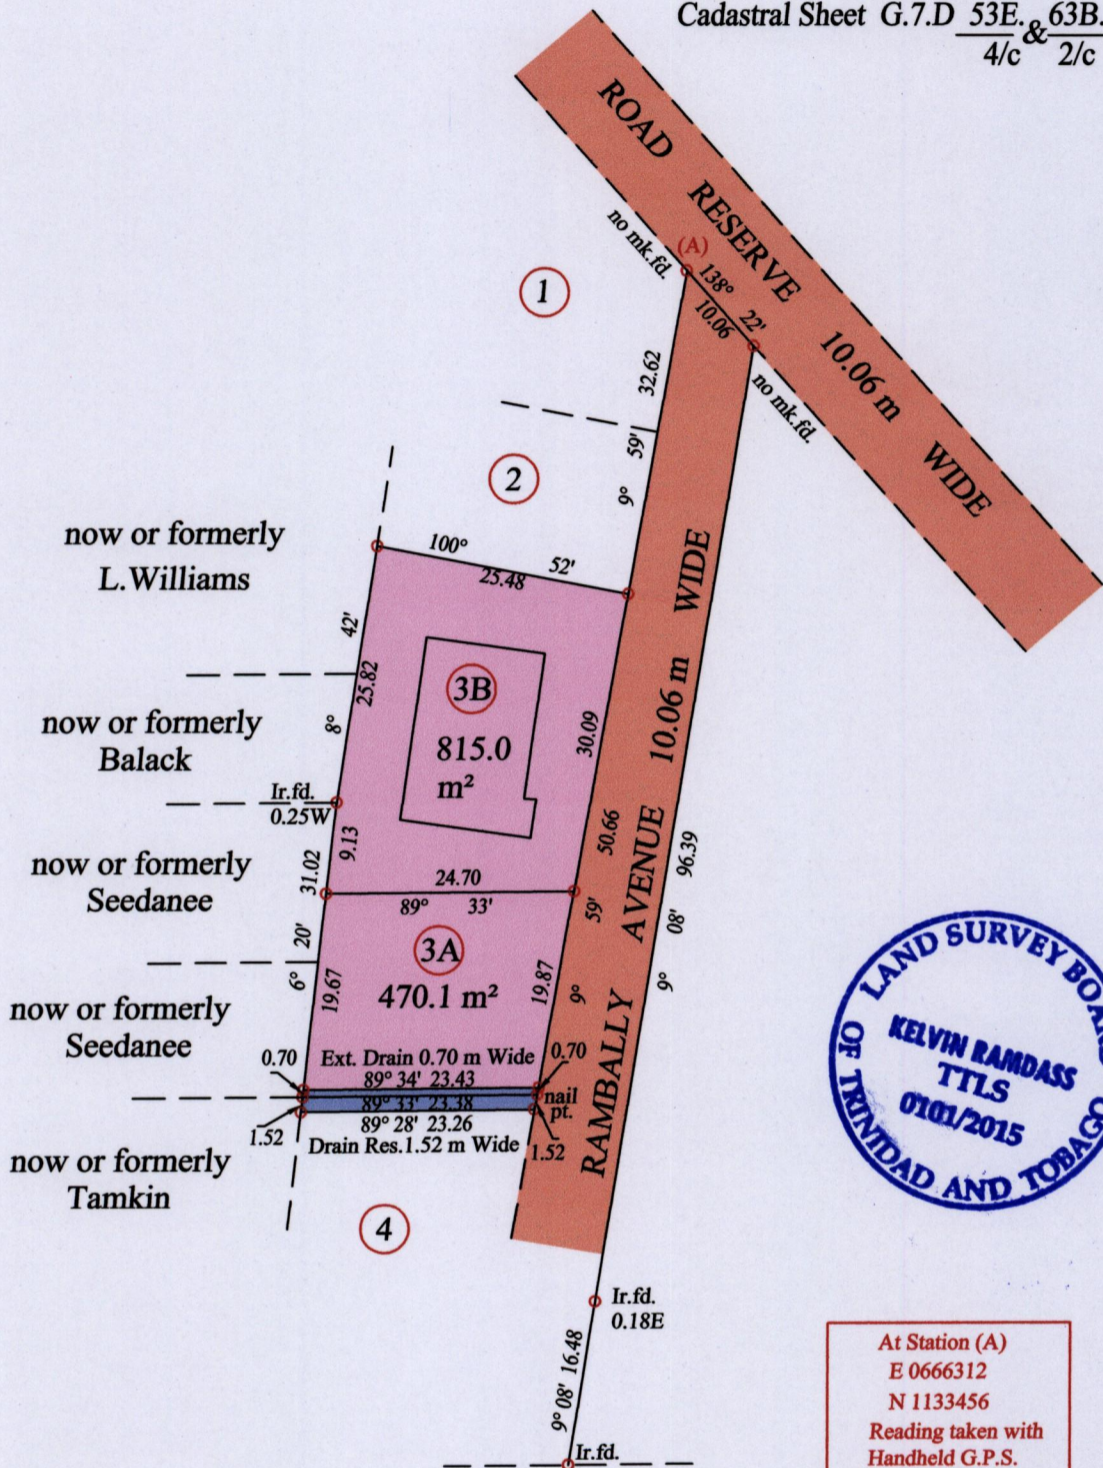 Cadastral Sheet G.7.D 53E. & 63B.
4/c 2/c
ROAD RESERVE 10.06 m WIDE
no mk.fd.
(A)
138° 22'
10.06
no mk.fd.
1
32.62
9° 59'
2
now or formerly
L.Williams
100° 52'
25.48
8° 42'
25.82
3B
815.0
m²
30.09
now or formerly
Balack
Ir.fd.
0.25W
9.13
31.02
50.66
RAMBALLY AVENUE 10.06 m WIDE
96.39
9° 08'
now or formerly
Seedanee
24.70
89° 33'
3A
470.1 m²
6° 20'
19.67
19.87
9° 59'
now or formerly
Seedanee
0.70
Ext. Drain 0.70 m Wide
0.70
89° 34' 23.43
89° 33' 23.38
nail
pt.
89° 28' 23.26
1.52
Drain Res.1.52 m Wide
1.52
now or formerly
Tamkin
4
LAND SURVEY BOARD
OF TRINIDAD AND TOBAGO
KELVIN RAMDASS
TTLS
0101/2015
Ir.fd.
0.18E
9° 08' 16.48
Ir.fd.
At Station (A)
E 0666312
N 1133456
Reading taken with
Handheld G.P.S.